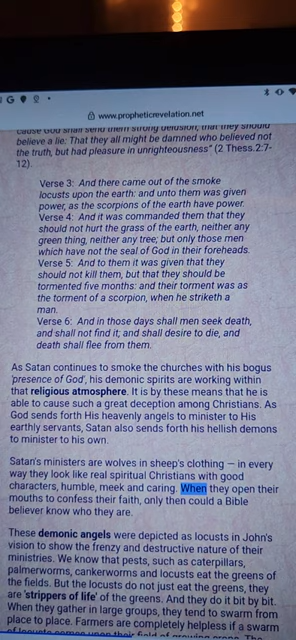 G
www.propheticrevelation.net
cause God shall send them strong delusion, that they should
believe a lie: That they all might be damned who believed not
the truth, but had pleasure in unrighteousness" (2 Thess.2:7-
12).
Verse 3: And there came out of the smoke
locusts upon the earth: and unto them was given
power, as the scorpions of the earth have power.
Verse 4: And it was commanded them that they
should not hurt the grass of the earth, neither any
green thing, neither any tree; but only those men
which have not the seal of God in their foreheads.
Verse 5: And to them it was given that they
should not kill them, but that they should be
tormented five months: and their torment was as
the torment of a scorpion, when he striketh a
man.
Verse 6: And in those days shall men seek death,
and shall not find it; and shall desire to die, and
death shall flee from them.
As Satan continues to smoke the churches with his bogus
'presence of God', his demonic spirits are working within
that religious atmosphere. It is by these means that he is
able to cause such a great deception among Christians. As
God sends forth His heavenly angels to minister to His
earthly servants, Satan also sends forth his hellish demons
to minister to his own.
Satan's ministers are wolves in sheep's clothing — in every
way they look like real spiritual Christians with good
characters, humble, meek and caring. When they open their
mouths to confess their faith, only then could a Bible
believer know who they are.
These demonic angels were depicted as locusts in John's
vision to show the frenzy and destructive nature of their
ministries. We know that pests, such as caterpillars,
palmerworms, cankerworms and locusts eat the greens of
the fields. But the locusts do not just eat the greens, they
are 'strippers of life' of the greens. And they do it bit by bit.
When they gather in large groups, they tend to swarm from
place to place. Farmers are completely helpless if a swarm
of locusts comes upon their field of growing crops. The